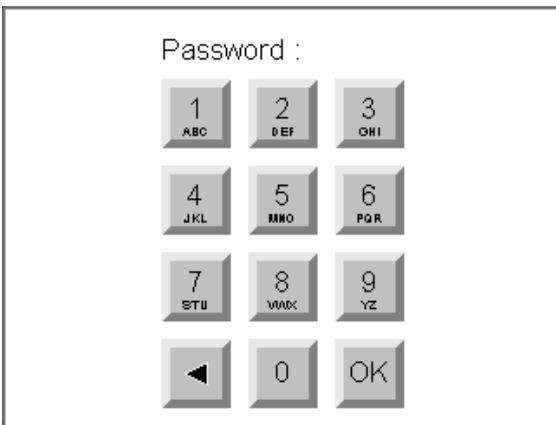 Password :
1 2 3
ABC DEF GHI
4 5 6
JKL MNO PQR
7 8 9
STU VWX YZ
◄ 0 OK